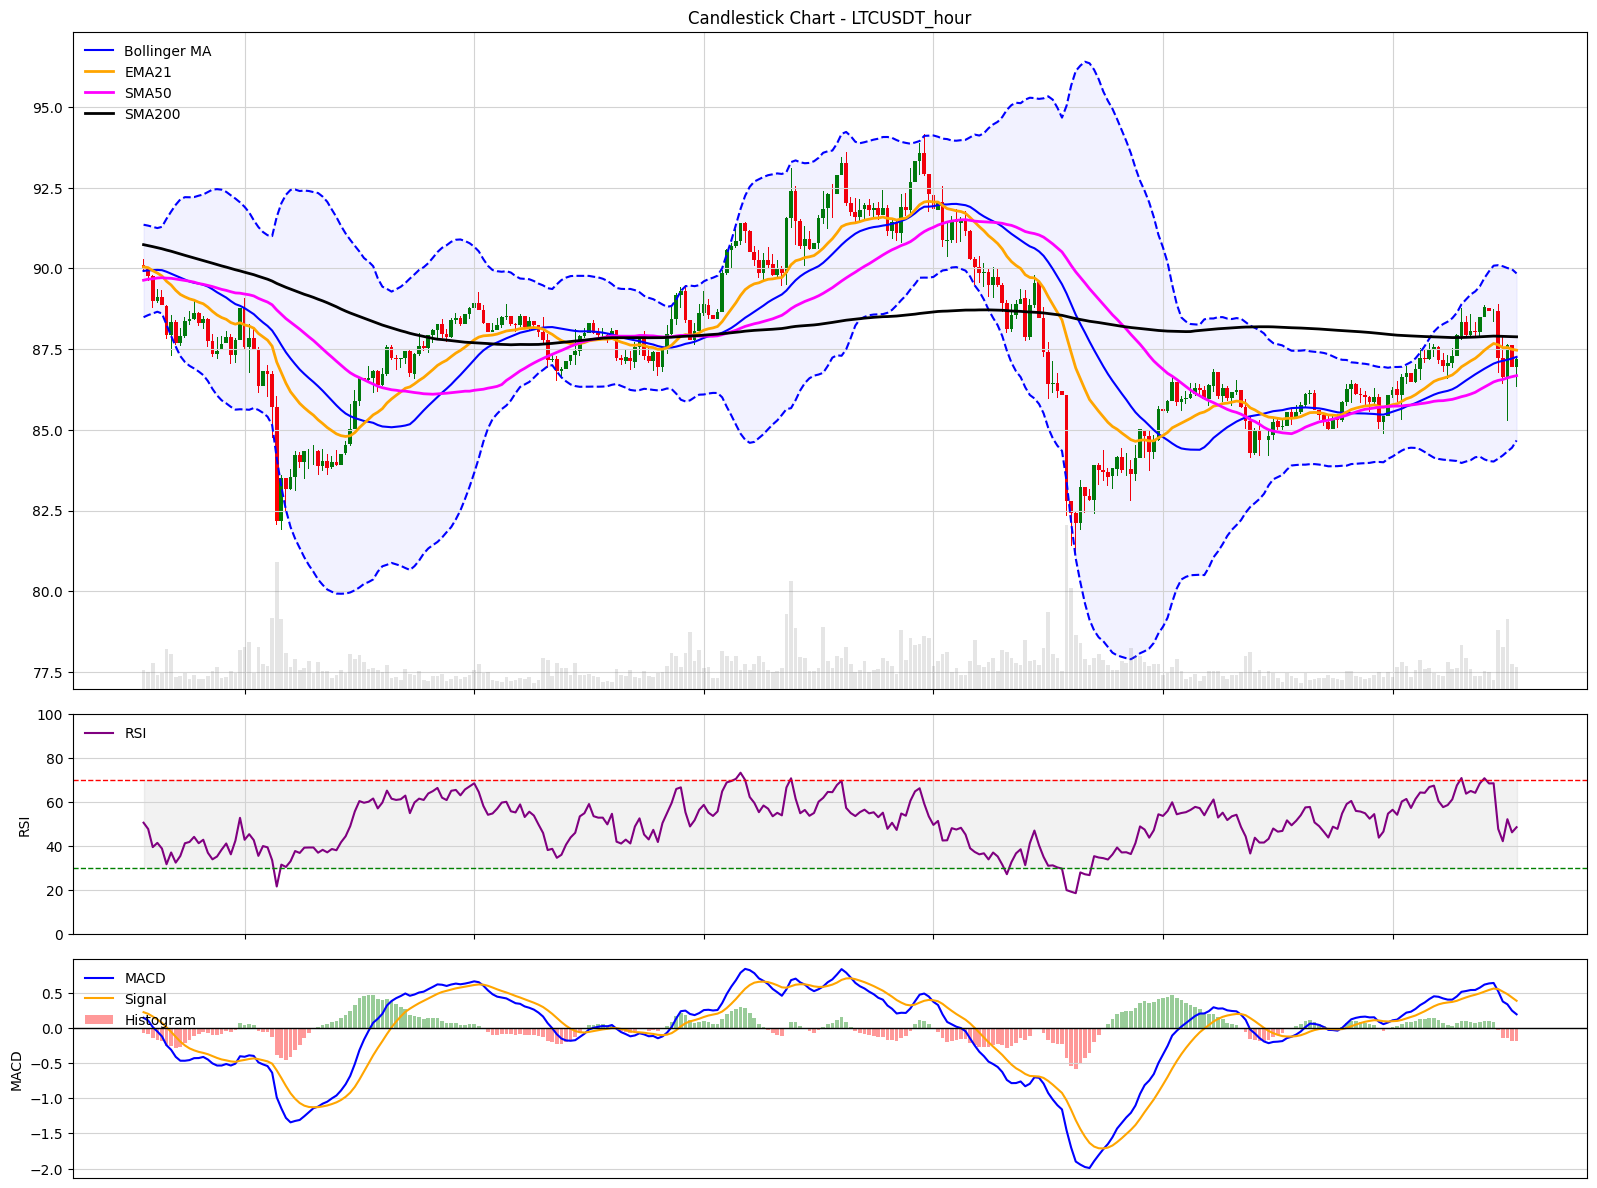 Candlestick Chart - LTCUSDT_hour
Bollinger MA
EMA21
SMA50
SMA200
95.0
92.5
90.0
87.5
85.0
82.5
80.0
77.5
100
RSI
80
60
RSI
40
20
0
MACD
0.5
Signal
Histogram
0.0
−0.5
MACD
−1.0
−1.5
−2.0